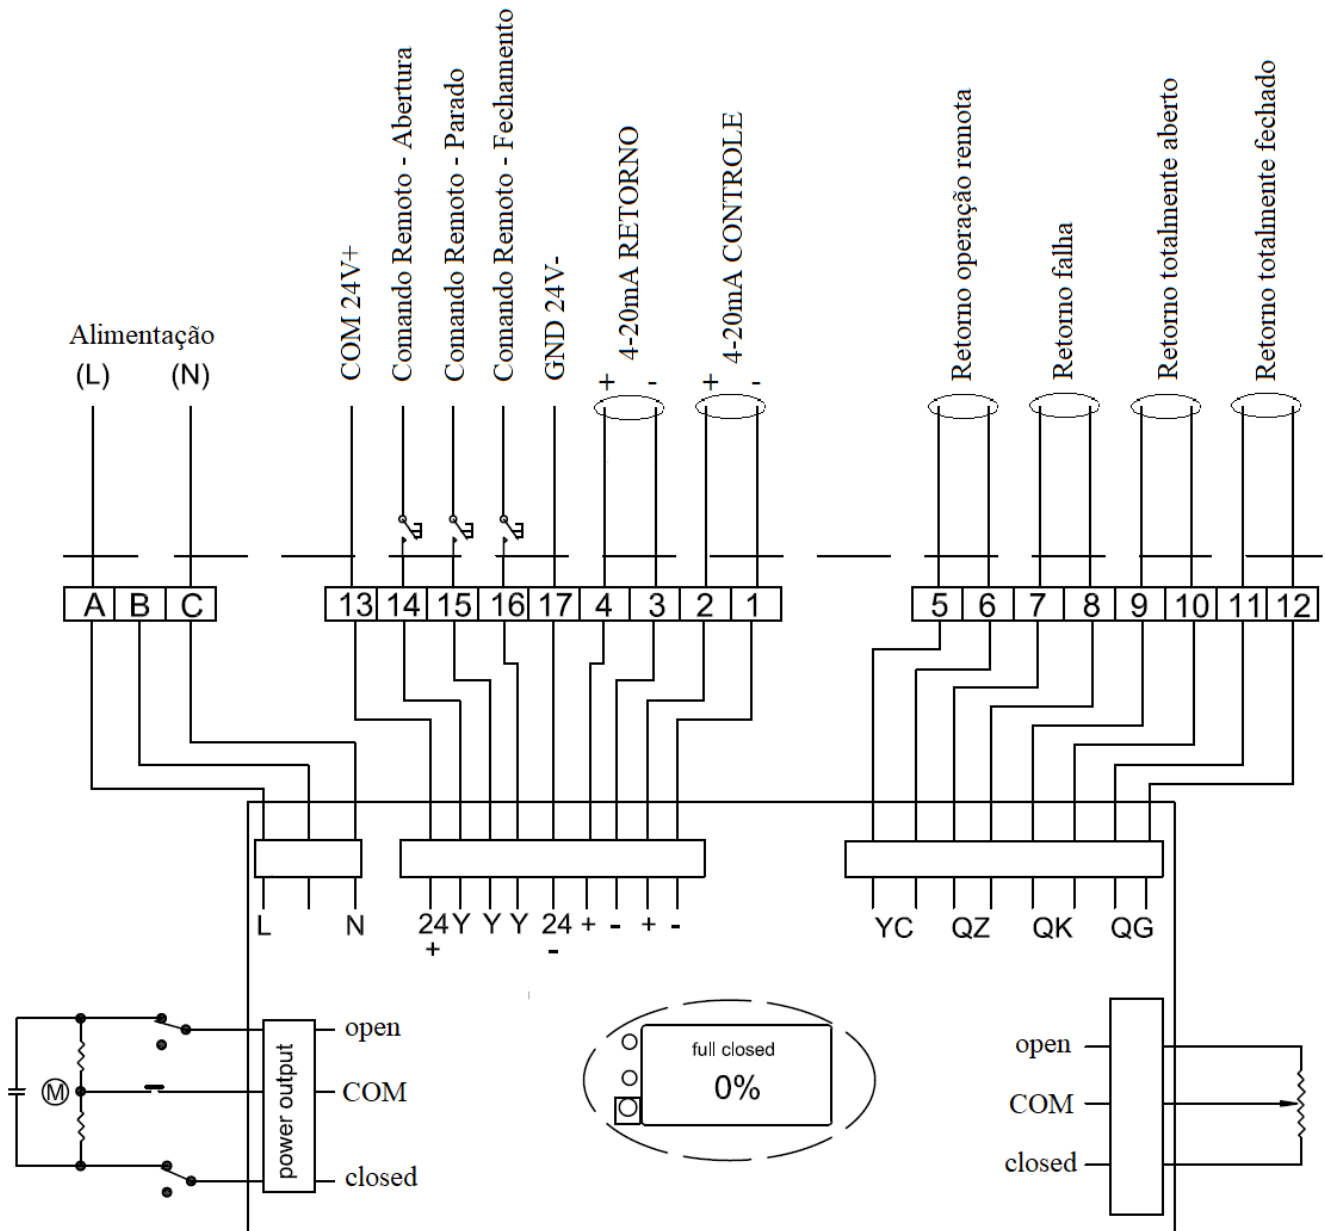 Alimentação
(L) (N)
COM 24V+
Comando Remoto - Abertura
Comando Remoto - Parado
Comando Remoto - Fechamento
GND 24V-
4-20mA RETORNO
+ -
4-20mA CONTROLE
+ -
Retorno operação remota
Retorno falha
Retorno totalmente aberto
Retorno totalmente fechado
A B C
13 14 15 16 17 4 3 2 1
5 6 7 8 9 10 11 12
L N
24 Y Y Y 24 + - + -
+ -
YC QZ QK QG
M
power output
open
COM
closed
full closed
0%
open
COM
closed